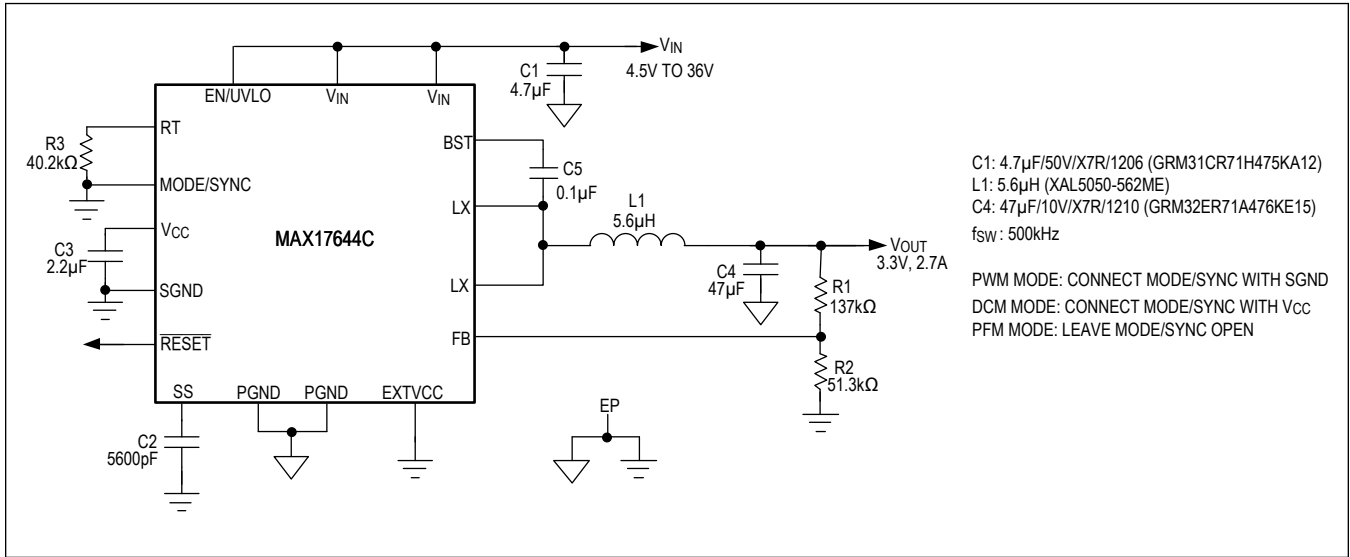 VIN
4.5V TO 36V
C1
4.7µF
EN/UVLO
VIN
VIN
RT
R3
40.2kΩ
MODE/SYNC
BST
C5
0.1µF
LX
VCC
C3
2.2µF
MAX17644C
L1
5.6µH
VOUT
3.3V, 2.7A
C4
47µF
R1
137kΩ
SGND
LX
RESET
FB
R2
51.3kΩ
SS
PGND
PGND
EXTVCC
C2
5600pF
EP
C1: 4.7µF/50V/X7R/1206 (GRM31CR71H475KA12)
L1: 5.6µH (XAL5050-562ME)
C4: 47µF/10V/X7R/1210 (GRM32ER71A476KE15)
fSW : 500kHz
PWM MODE: CONNECT MODE/SYNC WITH SGND
DCM MODE: CONNECT MODE/SYNC WITH VCC
PFM MODE: LEAVE MODE/SYNC OPEN